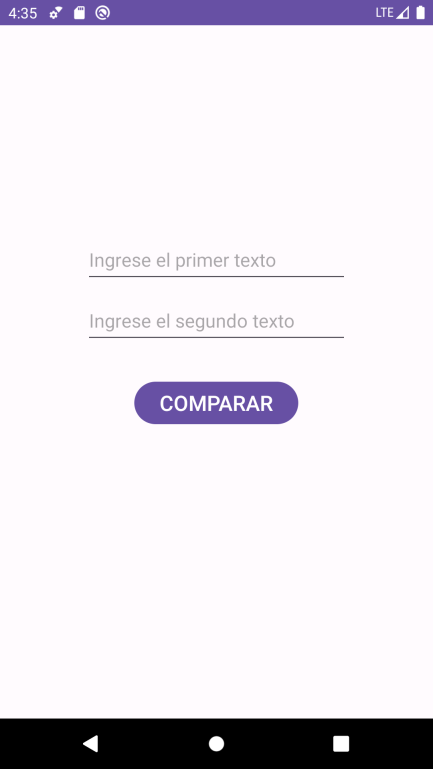 4:35 LTE
Ingrese el primer texto
Ingrese el segundo texto
COMPARAR